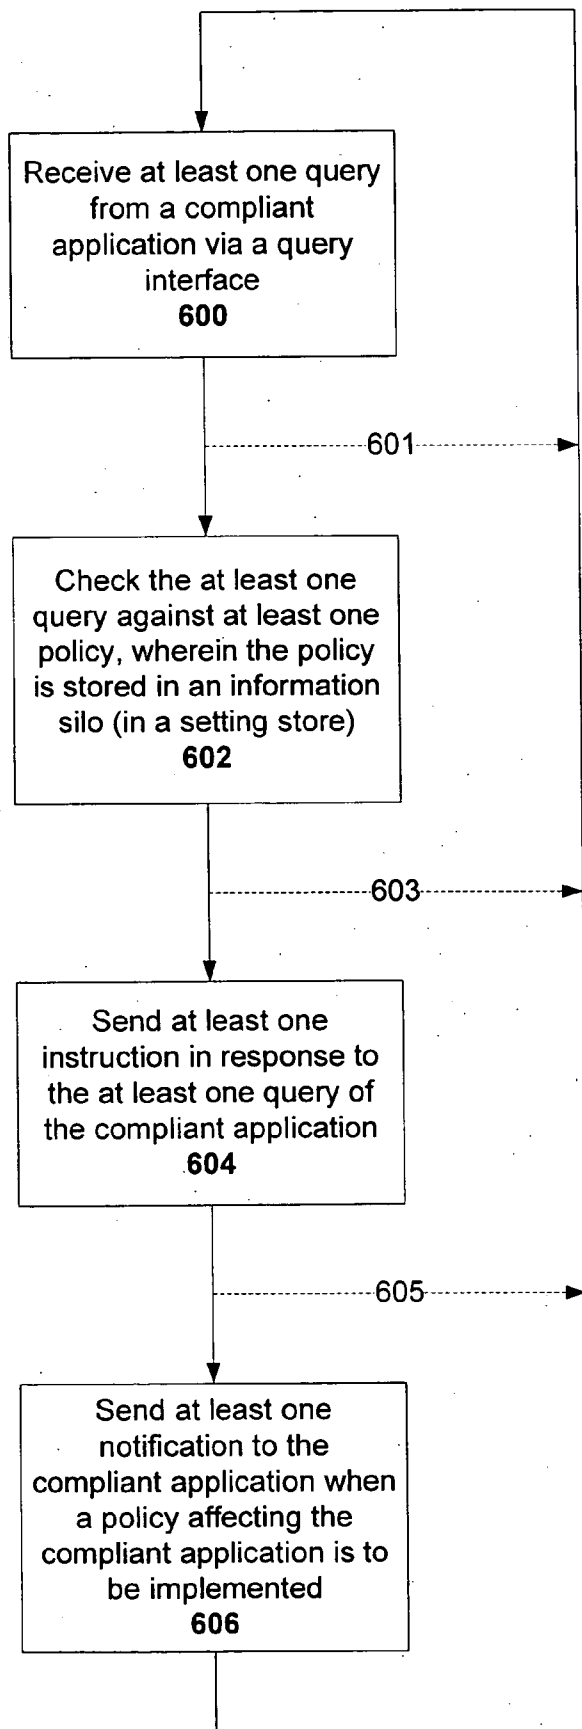 Receive at least one query
from a compliant
application via a query
interface
600
601
Check the at least one
query against at least one
policy, wherein the policy
is stored in an information
silo (in a setting store)
602
603
Send at least one
instruction in response to
the at least one query of
the compliant application
604
605
Send at least one
notification to the
compliant application when
a policy affecting the
compliant application is to
be implemented
606